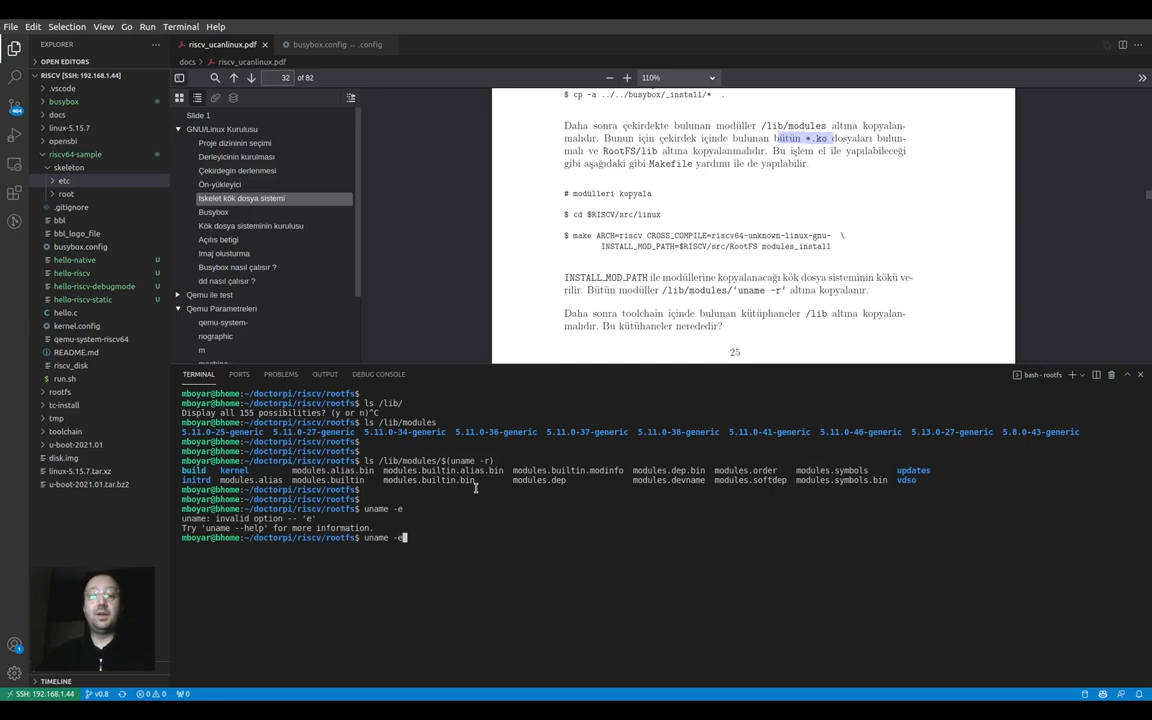 File Edit Selection View Go Run Terminal Help
EXPLORER ...
OPEN EDITORS
RISCV [SSH: 192.168.1.44]
.vscode
busybox
docs
linux-5.15.7
opensbi
riscv64-sample
skeleton
etc
root
.gitignore
bbl
bbl_logo_file
busybox.config
hello-native U
hello-riscv U
hello-riscv-debugmode U
hello-riscv-static U
hello.c
kernel.config
qemu-system-riscv64
README.md
riscv_disk
run.sh
rootfs
tc-install
tmp
toolchain
u-boot-2021.01
disk.img
linux-5.15.7.tar.xz
u-boot-2021.01.tar.bz2
TIMELINE
riscv_ucanlinux.pdf busybox.config -- .config
docs > riscv_ucanlinux.pdf
32 of 82 110%
Slide 1
GNU/Linux Kurulusu
Proje dizininin seçimi
Derleyicinin kurulması
Çekirdegin derlenmesi
Ön-yükleyici
Iskelet kök dosya sistemi
Busybox
Kök dosya sisteminin kurulusu
Açılıs betigi
Imaj olusturma
Busybox nasıl çalısır ?
dd nasıl çalısır ?
Qemu ile test
Qemu Parametreleri
qemu-system-
nographic
m
$ cp -a ../../busybox/_install/* .
Daha sonra çekirdekte bulunan modüller /lib/modules altına kopyalan-
malıdır. Bunun için çekirdek içinde bulunan bütün *.ko dosyaları bulun-
malı ve RootFS/lib altına kopyalanmalıdır. Bu işlem el ile yapılabileceği
gibi aşağıdaki gibi Makefile yardımı ile de yapılabilir.
# modülleri kopyala
$ cd $RISCV/src/linux
$ make ARCH=riscv CROSS_COMPILE=riscv64-unknown-linux-gnu- \
INSTALL_MOD_PATH=$RISCV/src/RootFS modules_install
INSTALL_MOD_PATH ile modüllerine kopyalanacağı kök dosya sisteminin kökü ve-
rilir. Bütün modüller /lib/modules/‘uname -r‘ altına kopyalanır.
Daha sonra toolchain içinde bulunan kütüphaneler /lib altına kopyalan-
malıdır. Bu kütühaneler nerededir?
25
TERMINAL PORTS PROBLEMS OUTPUT DEBUG CONSOLE bash - rootfs
mboyar@bhome:~/doctorpi/riscv/rootfs$
mboyar@bhome:~/doctorpi/riscv/rootfs$ ls /lib/
Display all 155 possibilities? (y or n)^C
mboyar@bhome:~/doctorpi/riscv/rootfs$ ls /lib/modules
5.11.0-25-generic 5.11.0-27-generic 5.11.0-34-generic 5.11.0-36-generic 5.11.0-37-generic 5.11.0-38-generic 5.11.0-41-generic 5.11.0-46-generic 5.13.0-27-generic 5.8.0-43-generic
mboyar@bhome:~/doctorpi/riscv/rootfs$
mboyar@bhome:~/doctorpi/riscv/rootfs$
mboyar@bhome:~/doctorpi/riscv/rootfs$ ls /lib/modules/$(uname -r)
build kernel modules.alias.bin modules.builtin.alias.bin modules.builtin.modinfo modules.dep.bin modules.order modules.symbols updates
initrd modules.alias modules.builtin modules.builtin.bin modules.dep modules.devname modules.softdep modules.symbols.bin vdso
mboyar@bhome:~/doctorpi/riscv/rootfs$
mboyar@bhome:~/doctorpi/riscv/rootfs$
mboyar@bhome:~/doctorpi/riscv/rootfs$ uname -e
uname: invalid option -- 'e'
Try 'uname --help' for more information.
mboyar@bhome:~/doctorpi/riscv/rootfs$ uname -e
SSH: 192.168.1.44 v0.8 0 0 0